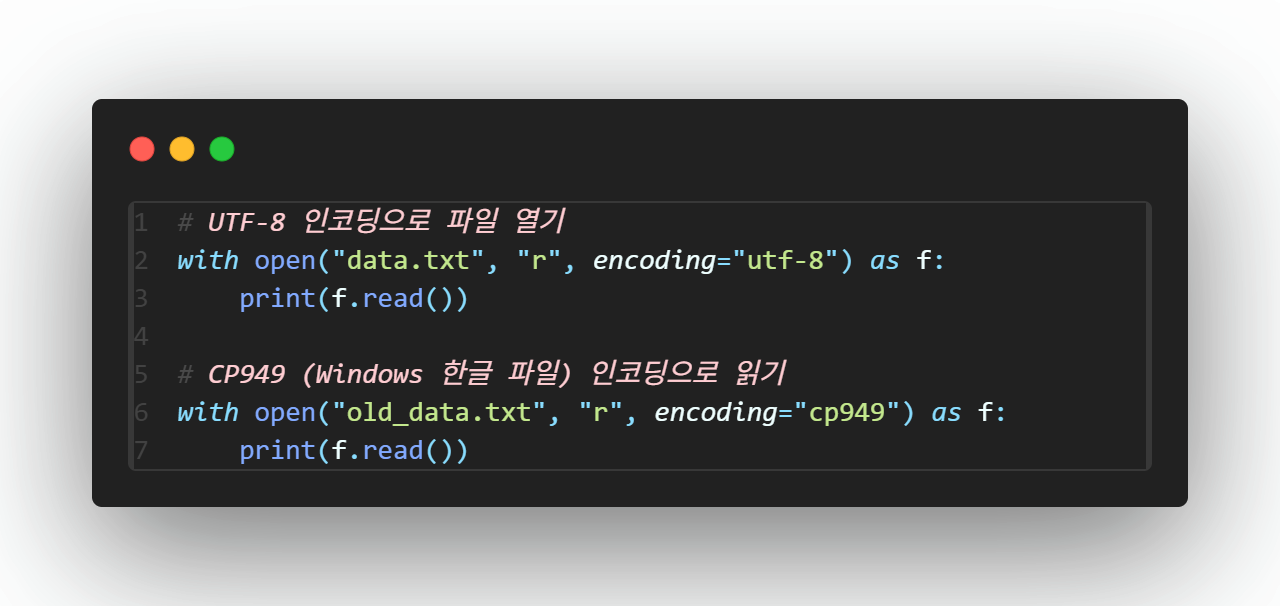 1 # UTF-8 인코딩으로 파일 열기
2 with open("data.txt", "r", encoding="utf-8") as f:
3     print(f.read())
4
5 # CP949 (Windows 한글 파일) 인코딩으로 읽기
6 with open("old_data.txt", "r", encoding="cp949") as f:
7     print(f.read())